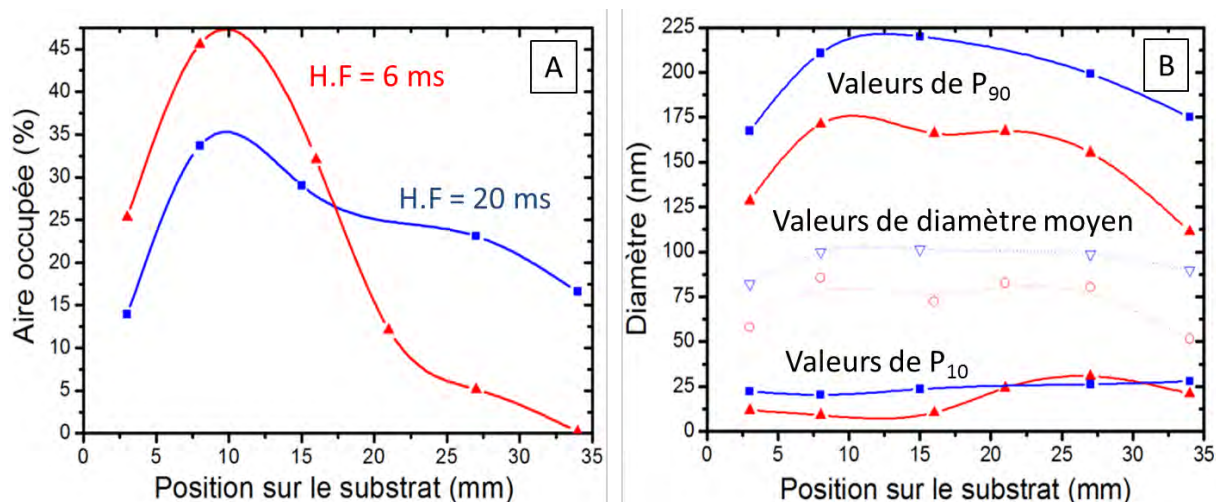 A
H.F = 6 ms
H.F = 20 ms
Aire occupée (%)
45
40
35
30
25
20
15
10
5
0
0 5 10 15 20 25 30 35
Position sur le substrat (mm)
B
Valeurs de P90
Valeurs de diamètre moyen
Valeurs de P10
Diamètre (nm)
225
200
175
150
125
100
75
50
25
0
0 5 10 15 20 25 30 35
Position sur le substrat (mm)